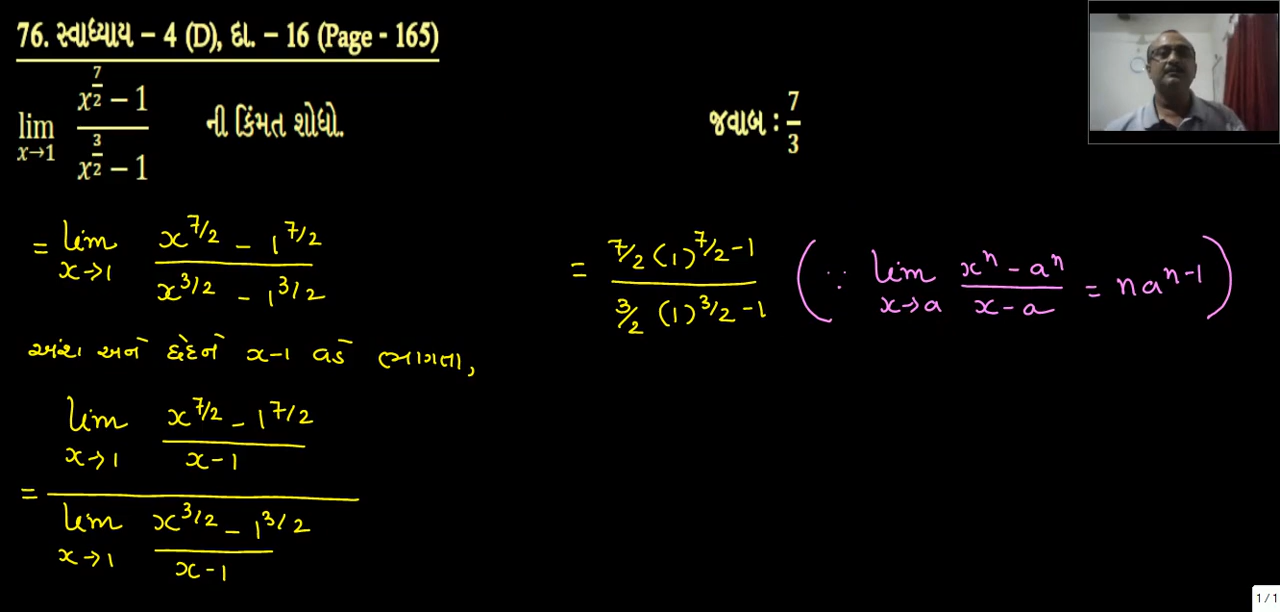 76. સ્વાધ્યાય – 4 (D), દા. – 16 (Page - 165)
lim x→1 (x^(7/2) – 1)/(x^(3/2) – 1) ની કિંમત શોધો.
જવાબ : 7/3
= lim x→1 (x^(7/2) – 1^(7/2))/(x^(3/2) – 1^(3/2))
અંશ અને છેદને x-1 વડે ભાગતા,
= (lim x→1 (x^(7/2) – 1^(7/2))/(x-1))/(lim x→1 (x^(3/2) – 1^(3/2))/(x-1))
= (7/2 (1)^(7/2-1))/(3/2 (1)^(3/2-1)) (∵ lim x→a (x^n – a^n)/(x-a) = na^(n-1))
1/1